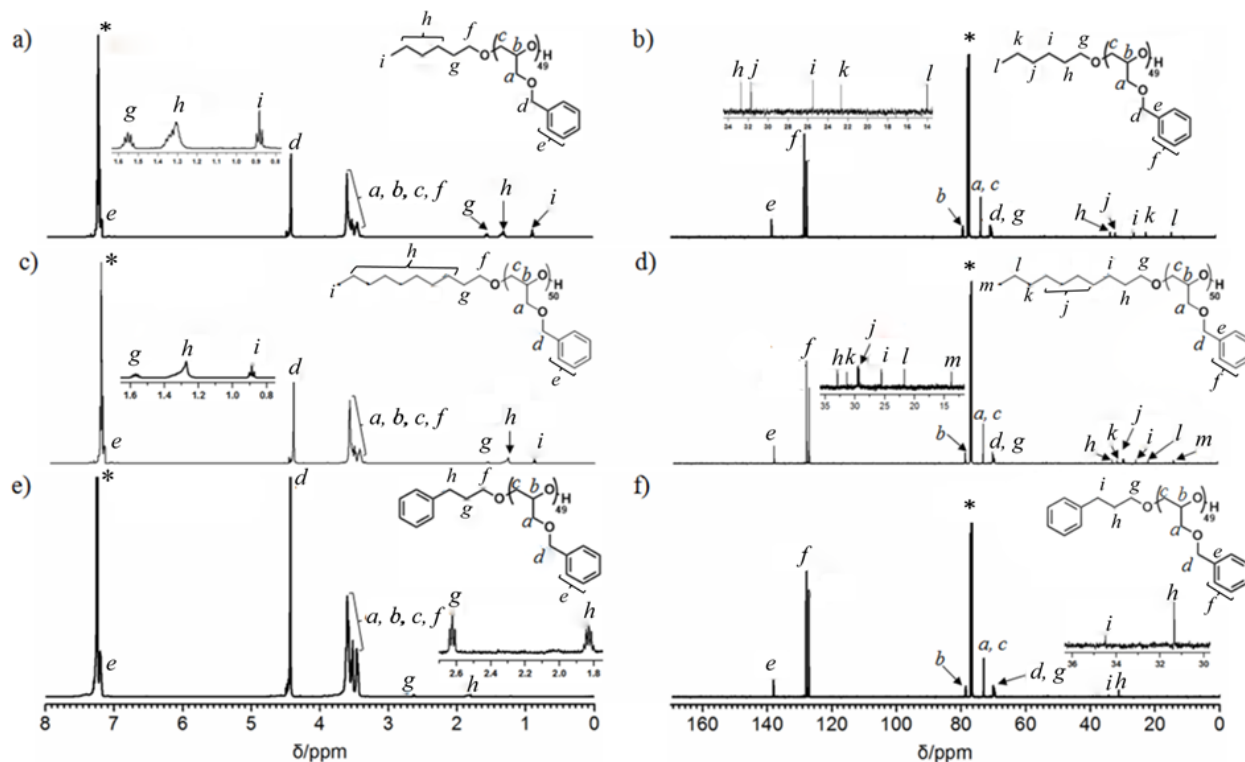 a)
*
h
i
g
f
O
c
b
O
H
49
a
O
d
e
g
h
i
1.6 1.5 1.4 1.3 1.2 1.1 1.0 0.9 0.8
d
a, b, c, f
e
g
h
i
b)
*
k
i
g
l
j
h
O
c
b
O
H
49
a
O
d
e
f
h
j
i
k
l
34 32 30 28 26 24 22 20 18 16 14
f
e
b
a, c
d, g
h
j
i
k
l
c)
*
h
f
i
g
O
c
b
O
H
50
a
O
d
e
g
h
i
1.6 1.4 1.2 1.0 0.8
d
a, b, c, f
e
g
h
i
d)
*
l
i
g
m
k
j
h
O
c
b
O
H
50
a
O
d
e
f
h
k
j
i
l
m
35 30 25 20 15
f
e
b
a, c
d, g
h
k
j
i
l
m
e)
*
d
h
f
g
O
c
b
O
H
49
a
O
d
e
a, b, c, f
g
h
2.6 2.4 2.2 2.0 1.8
e
g
h
8 7 6 5 4 3 2 1 0
δ/ppm
f)
*
i
g
h
O
c
b
O
H
49
a
O
d
e
f
i
h
36 34 32 30
f
e
b
a, c
d, g
i
h
160 140 120 100 80 60 40 20 0
δ/ppm